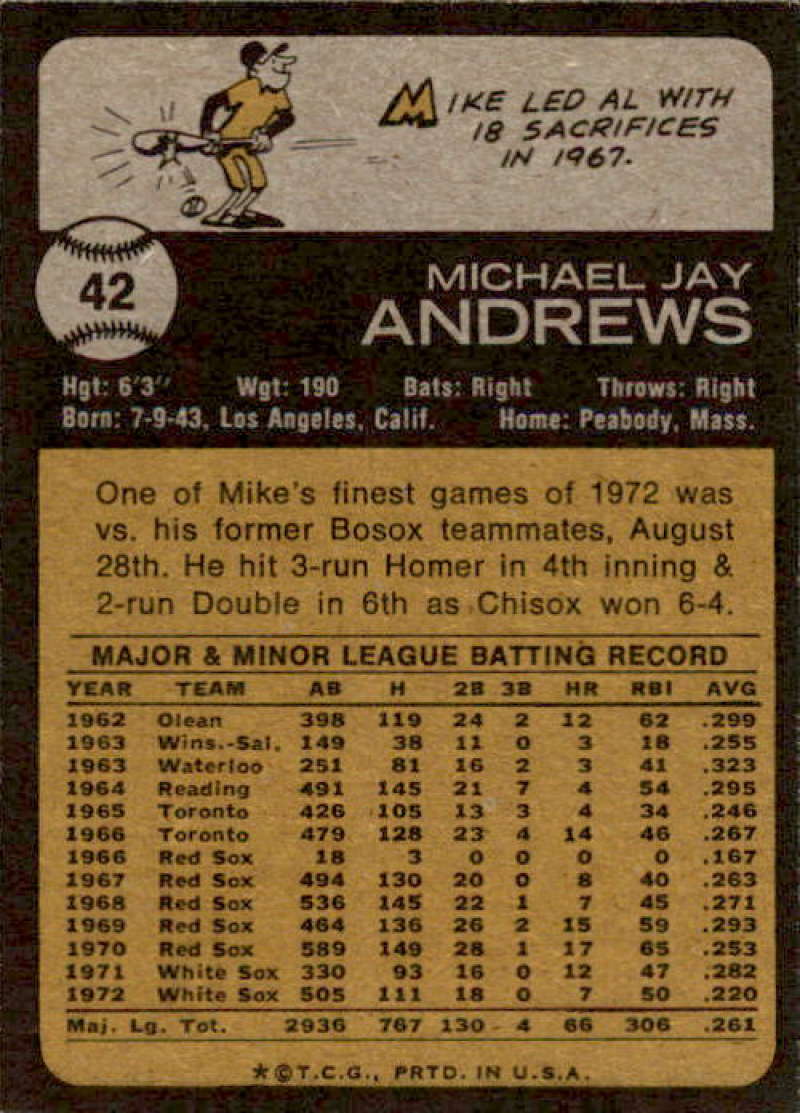 MIKE LED AL WITH
18 SACRIFICES
IN 1967.
42
MICHAEL JAY
ANDREWS
Hgt: 6'3" Wgt: 190 Bats: Right Throws: Right
Born: 7-9-43, Los Angeles, Calif. Home: Peabody, Mass.
One of Mike's finest games of 1972 was
vs. his former Bosox teammates, August
28th. He hit 3-run Homer in 4th inning &
2-run Double in 6th as Chisox won 6-4.
MAJOR & MINOR LEAGUE BATTING RECORD
YEAR TEAM AB H 2B 3B HR RBI AVG
1962 Olean 398 119 24 2 12 62 .299
1963 Wins.-Sal. 149 38 11 0 3 18 .255
1963 Waterloo 251 81 16 2 3 41 .323
1964 Reading 491 145 21 7 4 54 .295
1965 Toronto 426 105 13 3 4 34 .246
1966 Toronto 479 128 23 4 14 46 .267
1966 Red Sox 18 3 0 0 0 0 .167
1967 Red Sox 494 130 20 0 8 40 .263
1968 Red Sox 536 145 22 1 7 45 .271
1969 Red Sox 464 136 26 2 15 59 .293
1970 Red Sox 589 149 28 1 17 65 .253
1971 White Sox 330 93 16 0 12 47 .282
1972 White Sox 505 111 18 0 7 50 .220
Maj. Lg. Tot. 2936 767 130 4 66 306 .261
*©T.C.G., PRTD. IN U.S.A.